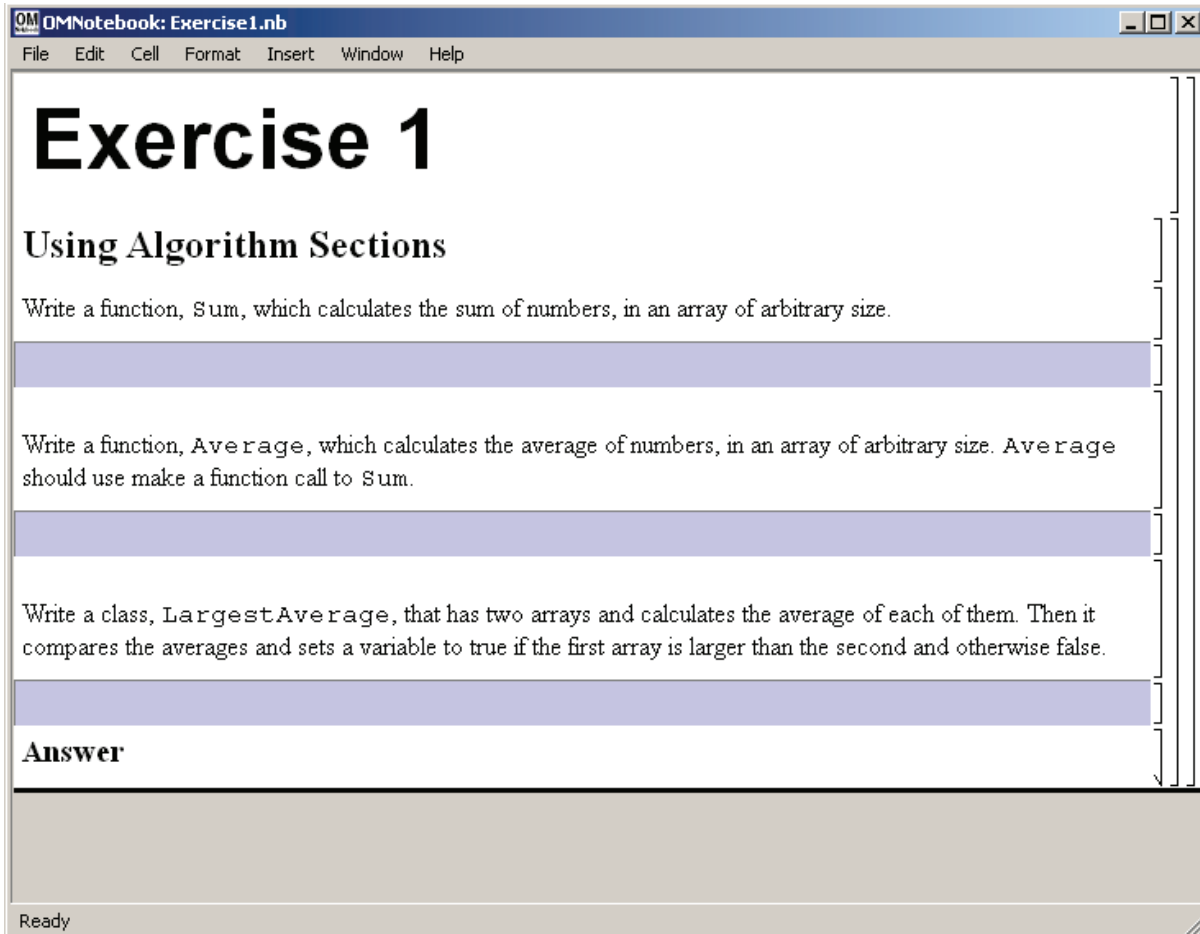 OM OMNotebook: Exercise1.nb
File Edit Cell Format Insert Window Help
Exercise 1
Using Algorithm Sections
Write a function, Sum, which calculates the sum of numbers, in an array of arbitrary size.
Write a function, Average, which calculates the average of numbers, in an array of arbitrary size. Average
should use make a function call to Sum.
Write a class, LargestAverage, that has two arrays and calculates the average of each of them. Then it
compares the averages and sets a variable to true if the first array is larger than the second and otherwise false.
Answer
Ready